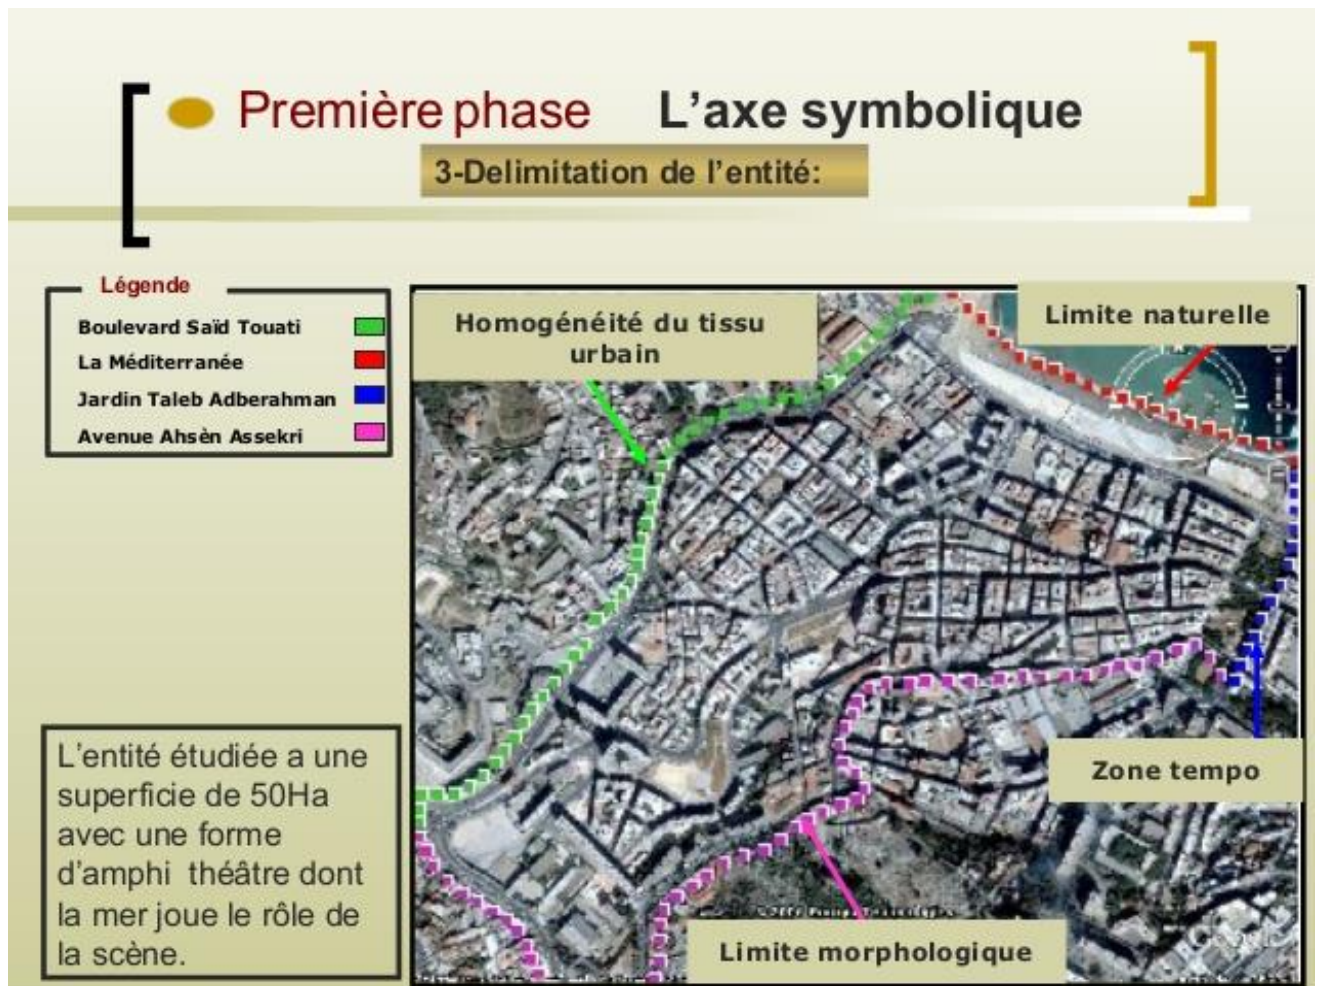 Première phase L’axe symbolique
3-Delimitation de l’entité:
Légende
Boulevard Saïd Touati
La Méditerranée
Jardin Taleb Adberahman
Avenue Ahsèn Assekri
Homogénéité du tissu
urbain
Limite naturelle
Zone tempo
Limite morphologique
L’entité étudiée a une
superficie de 50Ha
avec une forme
d’amphi théâtre dont
la mer joue le rôle de
la scène.
Google